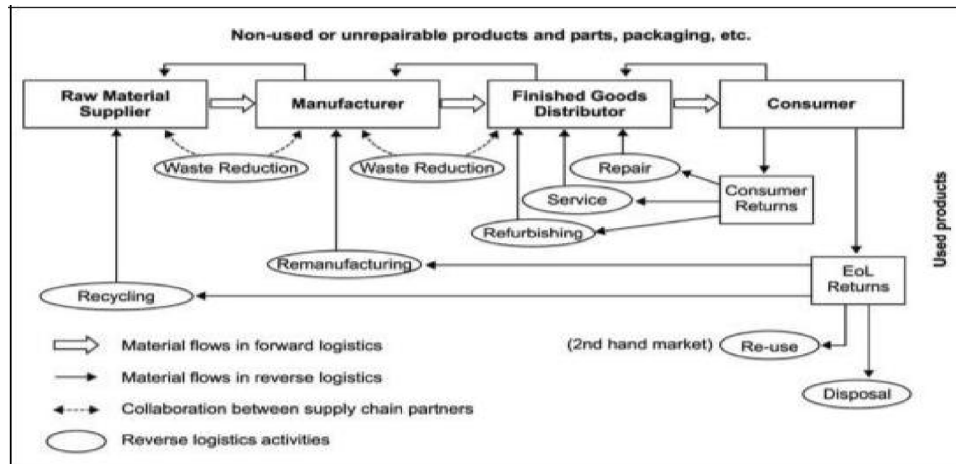 Non-used or unrepairable products and parts, packaging, etc.
Raw Material
Supplier
Manufacturer
Finished Goods
Distributor
Consumer
Waste Reduction
Waste Reduction
Repair
Service
Refurbishing
Consumer
Returns
Used products
Remanufacturing
EoL
Returns
Recycling
(2nd hand market)
Re-use
Disposal
Material flows in forward logistics
Material flows in reverse logistics
Collaboration between supply chain partners
Reverse logistics activities